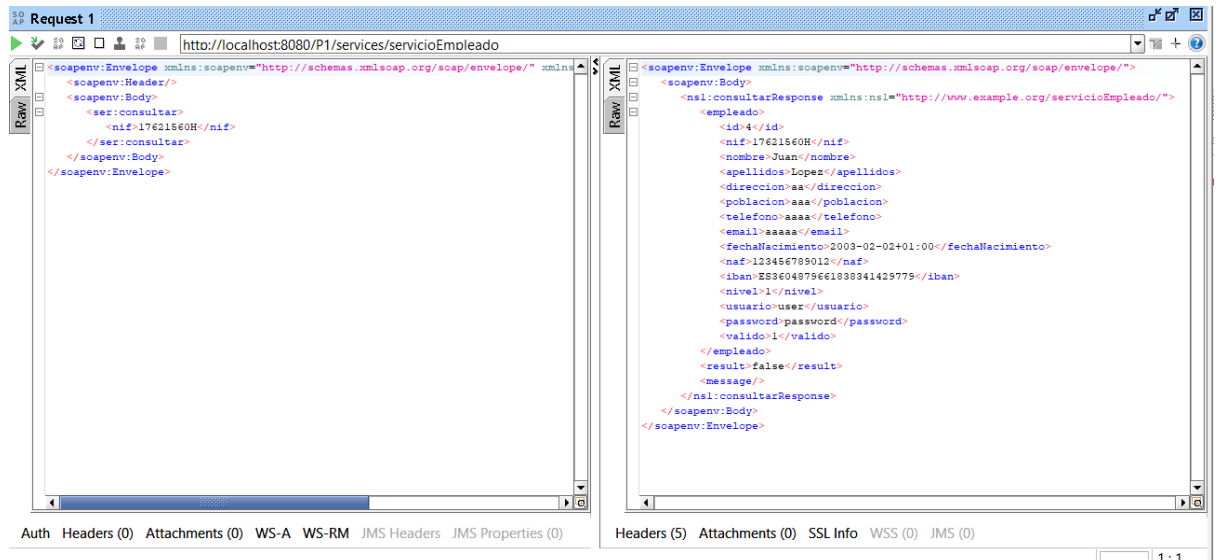 SO
AP Request 1
http://localhost:8080/P1/services/servicioEmpleado
XML
Raw
<soapenv:Envelope xmlns:soapenv="http://schemas.xmlsoap.org/soap/envelope/" xmlns
<soapenv:Header/>
<soapenv:Body>
<ser:consultar>
<nif>17621560H</nif>
</ser:consultar>
</soapenv:Body>
</soapenv:Envelope>
Auth Headers (0) Attachments (0) WS-A WS-RM JMS Headers JMS Properties (0)
XML
Raw
<soapenv:Envelope xmlns:soapenv="http://schemas.xmlsoap.org/soap/envelope/">
<soapenv:Body>
<ns1:consultarResponse xmlns:ns1="http://www.example.org/servicioEmpleado/">
<empleado>
<id>4</id>
<nif>17621560H</nif>
<nombre>Juan</nombre>
<apellidos>Lopez</apellidos>
<direccion>aa</direccion>
<poblacion>aaa</poblacion>
<telefono>aaaa</telefono>
<email>aaaaa</email>
<fechaNacimiento>2003-02-02+01:00</fechaNacimiento>
<naf>123456789012</naf>
<iban>ES3604879661838341429779</iban>
<nivel>1</nivel>
<usuario>user</usuario>
<password>password</password>
<valido>1</valido>
</empleado>
<result>false</result>
<message/>
</ns1:consultarResponse>
</soapenv:Body>
</soapenv:Envelope>
Headers (5) Attachments (0) SSL Info WSS (0) JMS (0)
1 : 1